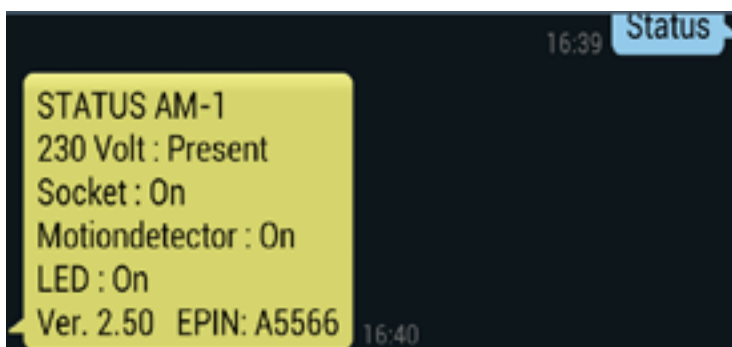 Status
16:39
STATUS AM-1
230 Volt : Present
Socket : On
Motiondetector : On
LED : On
Ver. 2.50 EPIN: A5566
16:40